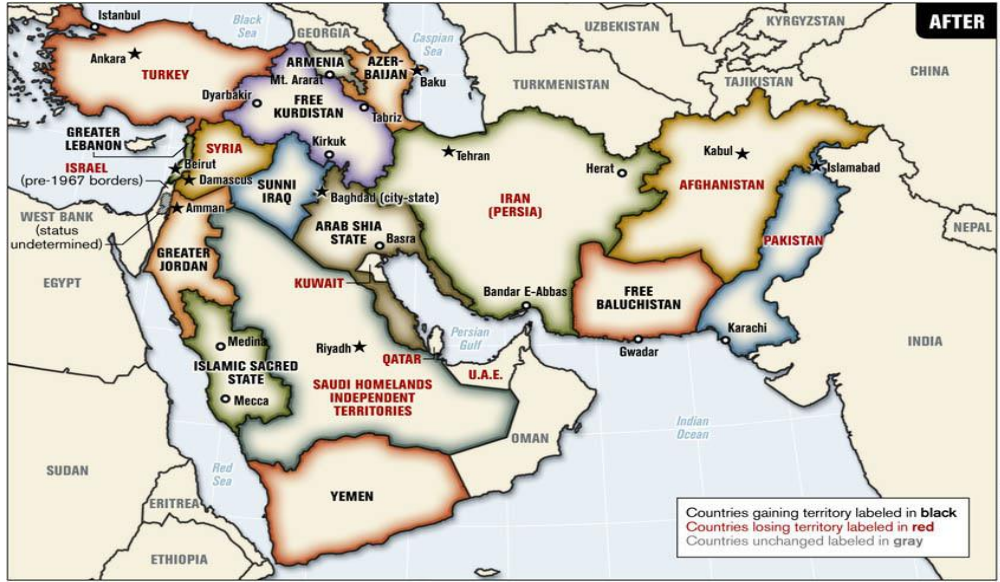 AFTER
Istanbul
Black
Sea
GEORGIA
Caspian
Sea
UZBEKISTAN
KYRGYZSTAN
Ankara
TURKEY
ARMENIA
Mt. Ararat
AZER-
BAIJAN
Baku
TURKMENISTAN
TAJIKISTAN
CHINA
Dyarbakir
FREE
KURDISTAN
Tabriz
GREATER
LEBANON
SYRIA
Kirkuk
Tehran
Herat
Kabul
Islamabad
ISRAEL
(pre-1967 borders)
Beirut
Damascus
SUNNI
IRAQ
Baghdad (city-state)
IRAN
(PERSIA)
AFGHANISTAN
WEST BANK
(status
undetermined)
Amman
ARAB SHIA
STATE
Basra
PAKISTAN
NEPAL
EGYPT
GREATER
JORDAN
KUWAIT
Bandar E-Abbas
FREE
BALUCHISTAN
Karachi
Persian
Gulf
Gwadar
INDIA
Medina
ISLAMIC SACRED
STATE
Mecca
Riyadh
QATAR
U.A.E.
SAUDI HOMELANDS
INDEPENDENT
TERRITORIES
OMAN
Indian
Ocean
SUDAN
Red
Sea
ERITREA
YEMEN
ETHIOPIA
Countries gaining territory labeled in black
Countries losing territory labeled in red
Countries unchanged labeled in gray